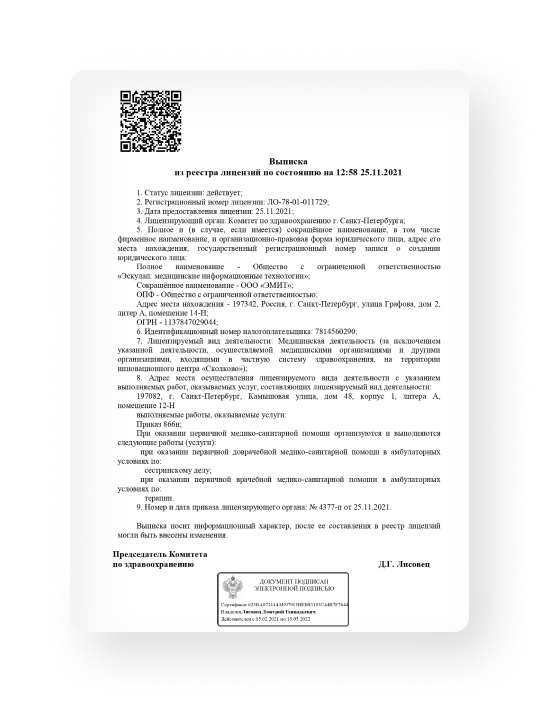 Выписка
из реестра лицензий по состоянию на 12:58 25.11.2021
1. Статус лицензии: действует;
2. Регистрационный номер лицензии: ЛО-78-01-011729;
3. Дата предоставления лицензии: 25.11.2021;
4. Лицензирующий орган: Комитет по здравоохранению г. Санкт-Петербурга;
5. Полное и (в случае, если имеется) сокращённое наименование, в том числе
фирменное наименование, и организационно-правовая форма юридического лица, адрес его
места нахождения, государственный регистрационный номер записи о создании
юридического лица:
Полное наименование - Общество с ограниченной ответственностью
«Эскулап: медицинские информационные технологии»;
Сокращённое наименование - ООО «ЭМИТ»;
ОПФ - Общество с ограниченной ответственностью;
Адрес места нахождения - 197342, Россия, г. Санкт-Петербург, улица Графова, дом 2,
литер А, помещение 14-Н;
ОГРН - 1137847029044;
6. Идентификационный номер налогоплательщика: 7814560290;
7. Лицензируемый вид деятельности: Медицинская деятельность (за исключением
указанной деятельности, осуществляемой медицинскими организациями и другими
организациями, входящими в частную систему здравоохранения, на территории
инновационного центра «Сколково»);
8. Адрес места осуществления лицензируемого вида деятельности с указанием
выполняемых работ, оказываемых услуг, составляющих лицензируемый вид деятельности:
197082, г. Санкт-Петербург, Камышовая улица, дом 48, корпус 1, литера А,
помещение 12-Н
выполняемые работы, оказываемые услуги:
Приказ 866н;
При оказании первичной медико-санитарной помощи организуются и выполняются
следующие работы (услуги):
при оказании первичной доврачебной медико-санитарной помощи в амбулаторных
условиях по:
сестринскому делу;
при оказании первичной врачебной медико-санитарной помощи в амбулаторных
условиях по:
терапии.
9. Номер и дата приказа лицензирующего органа: № 4377-п от 25.11.2021.
Выписка носит информационный характер, после ее составления в реестр лицензий
могли быть внесены изменения.
Председатель Комитета
по здравоохранению Д.Г. Лисовец
ДОКУМЕНТ ПОДПИСАН
ЭЛЕКТРОННОЙ ПОДПИСЬЮ
Сертификат
Владелец Лисовец Дмитрий Геннадьевич
Действителен с 15.02.2021 по 15.05.2022